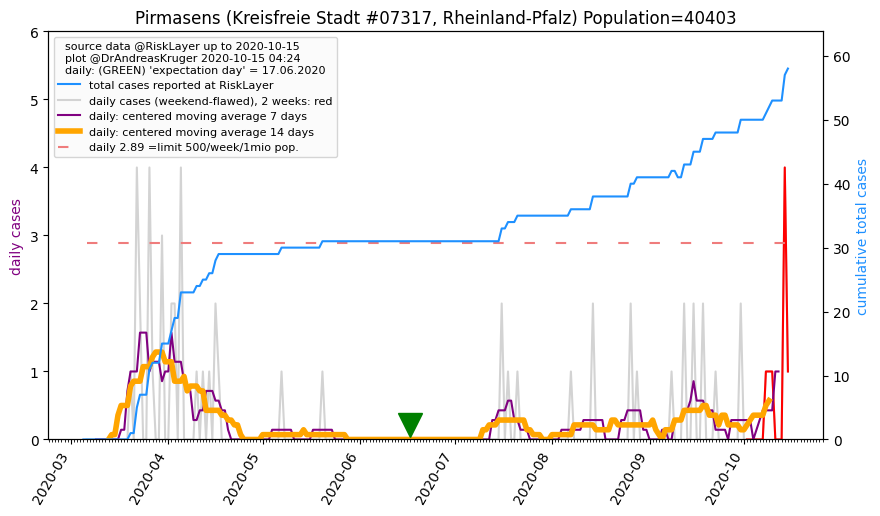 Pirmasens (Kreisfreie Stadt #07317, Rheinland-Pfalz) Population=40403
source data @RiskLayer up to 2020-10-15
plot @DrAndreasKruger 2020-10-15 04:24
daily: (GREEN) 'expectation day' = 17.06.2020
total cases reported at RiskLayer
daily cases (weekend-flawed), 2 weeks: red
daily: centered moving average 7 days
daily: centered moving average 14 days
daily 2.89 =limit 500/week/1mio pop.
daily cases
6
5
4
3
2
1
0
cumulative total cases
60
50
40
30
20
10
0
2020-03
2020-04
2020-05
2020-06
2020-07
2020-08
2020-09
2020-10